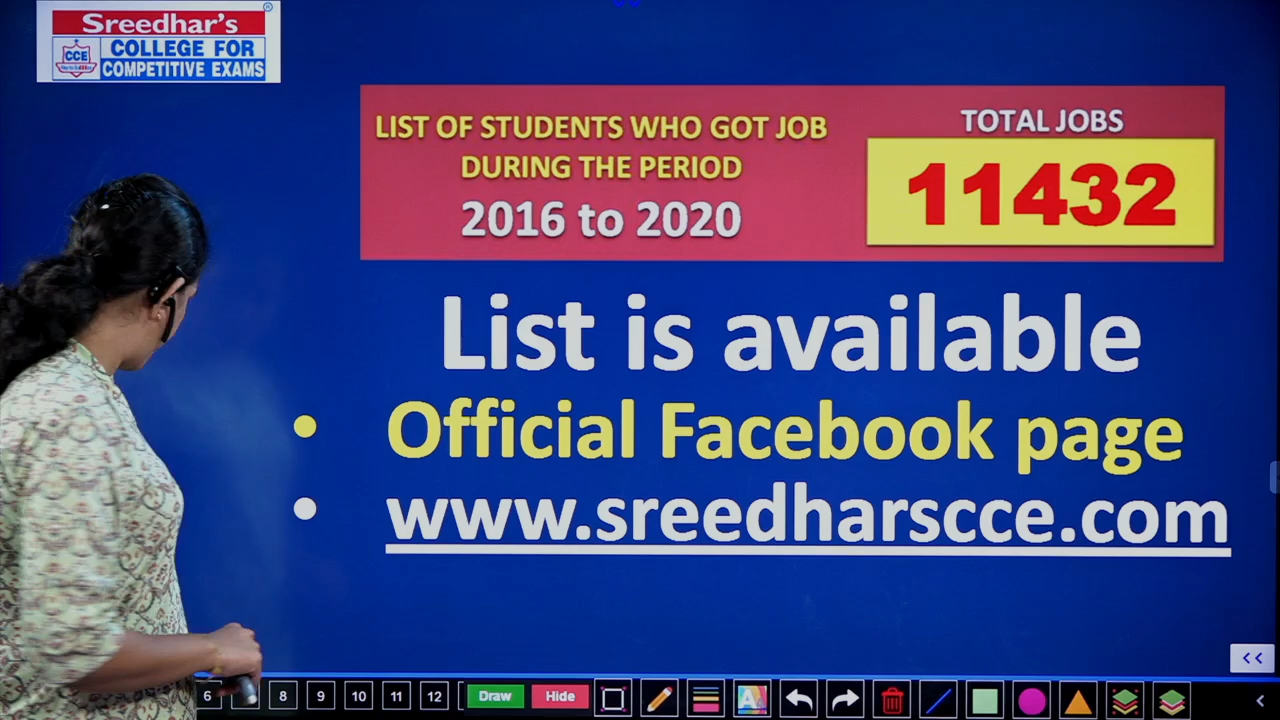 Sreedhar's
CCE
COLLEGE FOR
COMPETITIVE EXAMS
LIST OF STUDENTS WHO GOT JOB
DURING THE PERIOD
2016 to 2020
TOTAL JOBS
11432
List is available
• Official Facebook page
• www.sreedharscce.com
6 8 9 10 11 12 Draw Hide